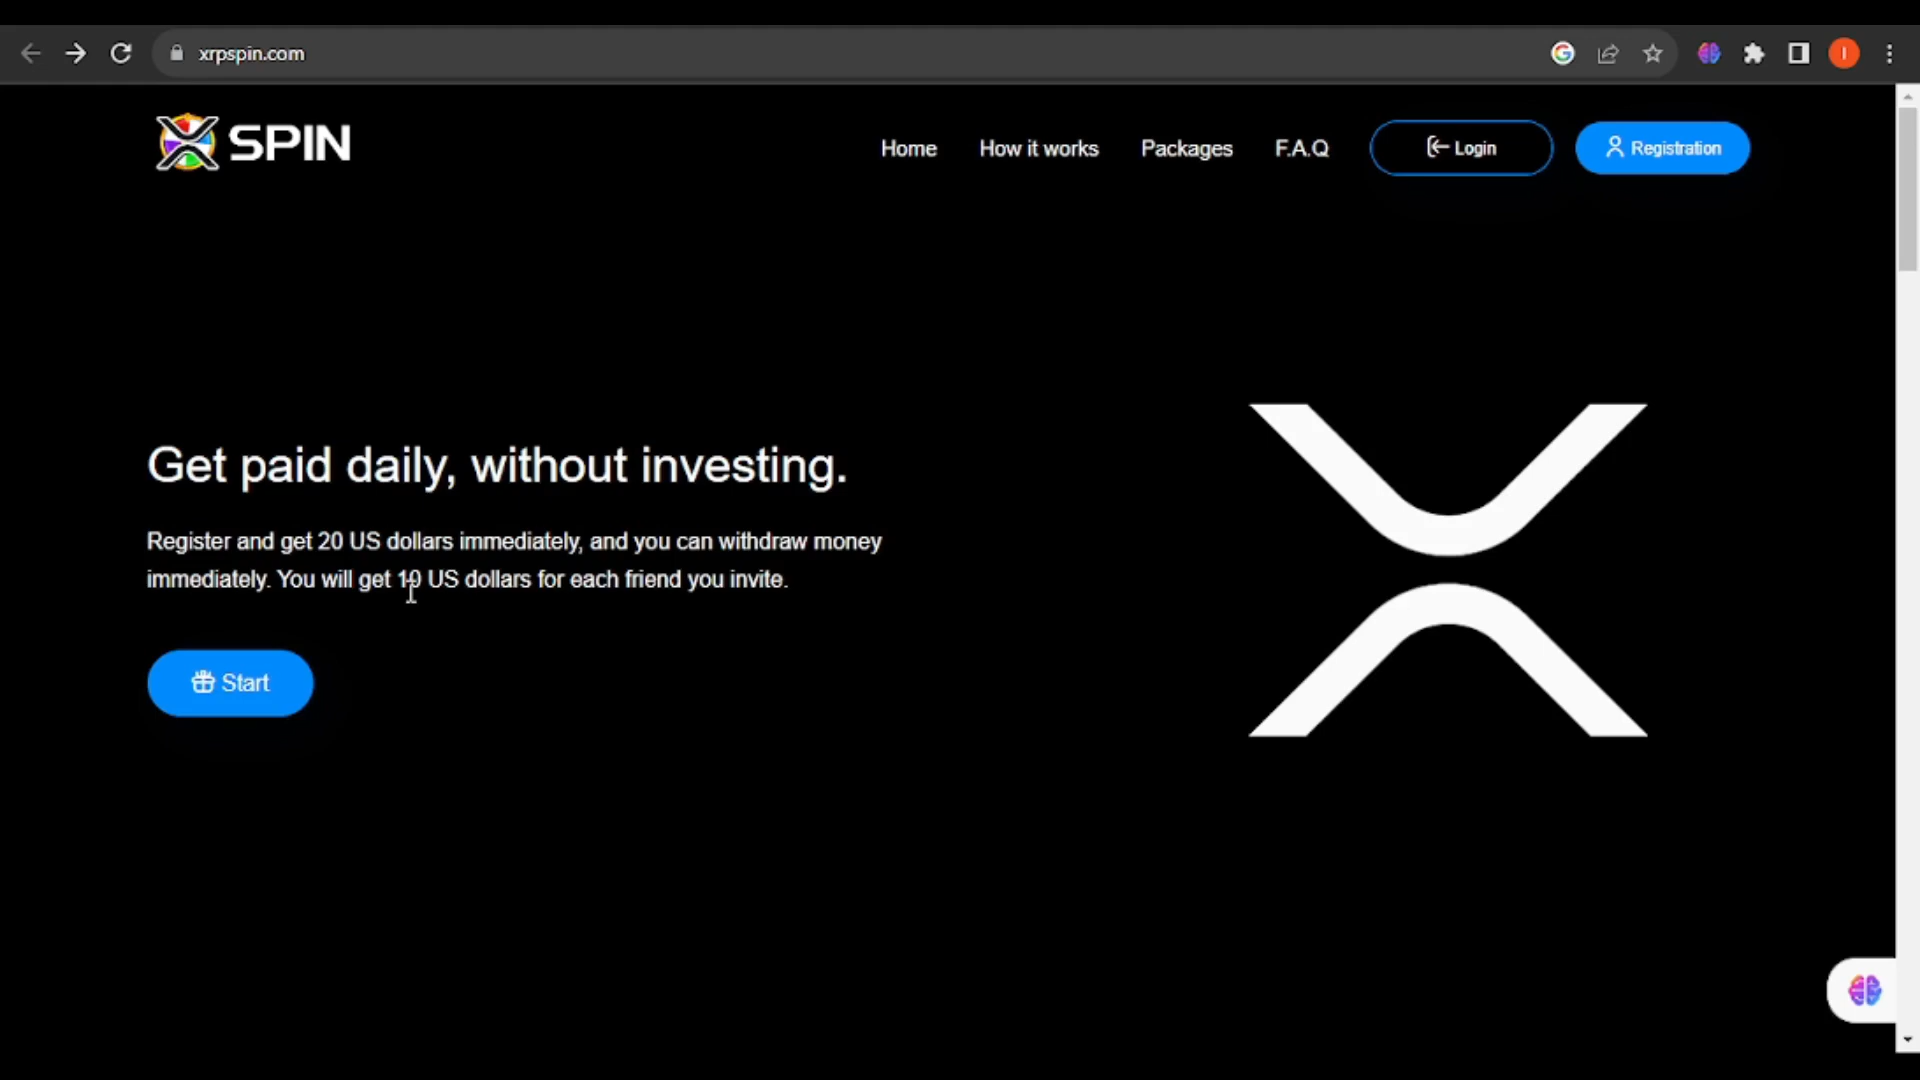 xrpspin.com
I
SPIN
Home How it works Packages F.A.Q Login Registration
Get paid daily, without investing.
Register and get 20 US dollars immediately, and you can withdraw money
immediately. You will get 10 US dollars for each friend you invite.
Start